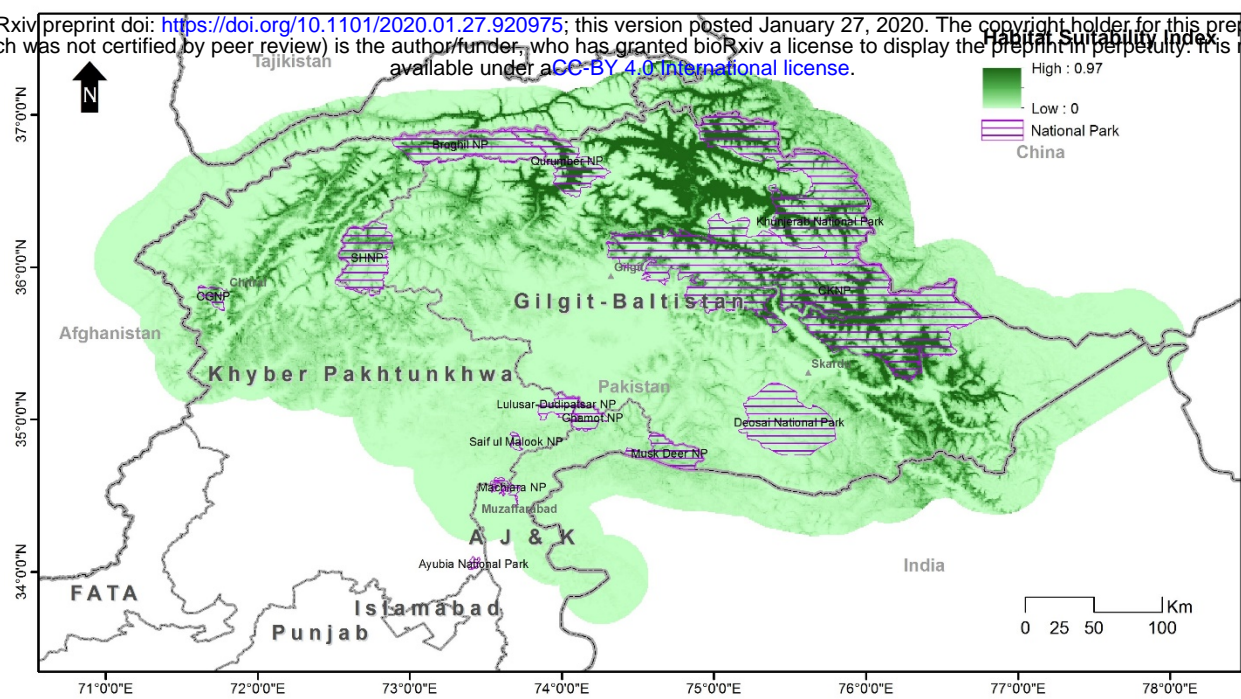 Rxiv preprint doi: https://doi.org/10.1101/2020.01.27.920975; this version posted January 27, 2020. The copyright holder for this pre
ch was not certified by peer review) is the author/funder, who has granted bioRxiv a license to display the preprint in perpetuity. It is
available under aCC-BY 4.0 International license.
Habitat Suitability Index
High : 0.97
Low : 0
National Park
N
Tajikistan
China
Broghil NP
Qurumber NP
Khunjerab National Park
SHNP
Gilgit
CKNP
Chitral
CGNP
Gilgit-Baltistan
Afghanistan
Khyber Pakhtunkhwa
Skardu
Pakistan
Lulusar-Dudipatsar NP
Ghamot NP
Deosai National Park
Saif ul Malook NP
Musk Deer NP
Machiara NP
Muzaffarabad
A J & K
Ayubia National Park
India
FATA
Islamabad
Punjab
Km
0 25 50 100
37°0'0"N
36°0'0"N
35°0'0"N
34°0'0"N
71°0'0"E 72°0'0"E 73°0'0"E 74°0'0"E 75°0'0"E 76°0'0"E 77°0'0"E 78°0'0"E